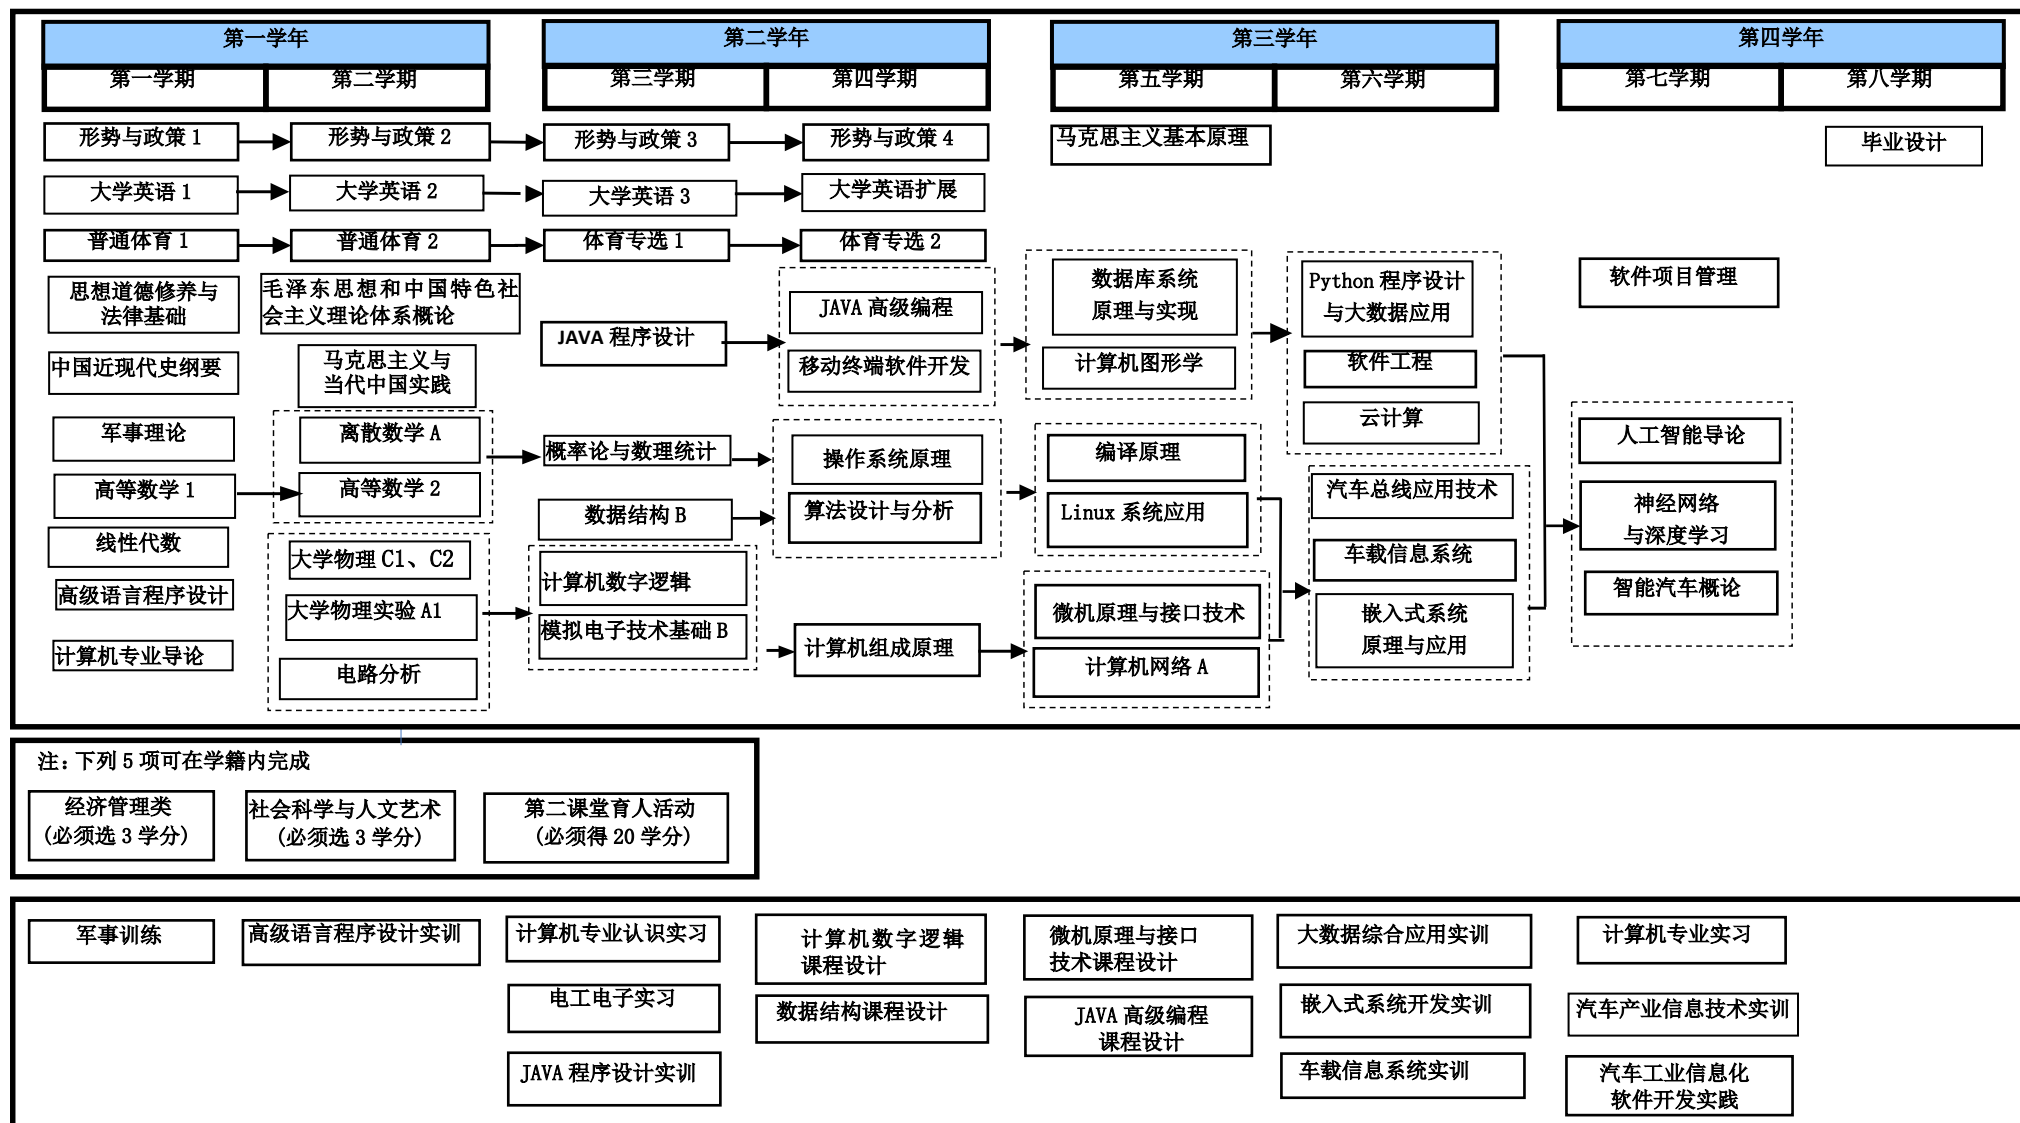 第一学年
第二学年
第三学年
第四学年
第一学期
第二学期
第三学期
第四学期
第五学期
第六学期
第七学期
第八学期
形势与政策 1
形势与政策 2
形势与政策 3
形势与政策 4
马克思主义基本原理
毕业设计
大学英语 1
大学英语 2
大学英语 3
大学英语扩展
普通体育 1
普通体育 2
体育专选 1
体育专选 2
思想道德修养与
法律基础
毛泽东思想和中国特色社
会主义理论体系概论
JAVA 程序设计
JAVA 高级编程
移动终端软件开发
数据库系统
原理与实现
计算机图形学
Python 程序设计
与大数据应用
软件工程
云计算
软件项目管理
中国近现代史纲要
马克思主义与
当代中国实践
军事理论
离散数学 A
概率论与数理统计
操作系统原理
编译原理
人工智能导论
高等数学 1
高等数学 2
数据结构 B
算法设计与分析
Linux 系统应用
汽车总线应用技术
神经网络
与深度学习
线性代数
大学物理 C1、C2
计算机数字逻辑
车载信息系统
智能汽车概论
高级语言程序设计
大学物理实验 A1
模拟电子技术基础 B
微机原理与接口技术
嵌入式系统
原理与应用
计算机专业导论
电路分析
计算机组成原理
计算机网络 A
注：下列 5 项可在学籍内完成
经济管理类
(必须选 3 学分)
社会科学与人文艺术
(必须选 3 学分)
第二课堂育人活动
(必须得 20 学分)
军事训练
高级语言程序设计实训
计算机专业认识实习
计算机数字逻辑
课程设计
微机原理与接口
技术课程设计
大数据综合应用实训
计算机专业实习
电工电子实习
数据结构课程设计
JAVA 高级编程
课程设计
嵌入式系统开发实训
汽车产业信息技术实训
JAVA 程序设计实训
车载信息系统实训
汽车工业信息化
软件开发实践